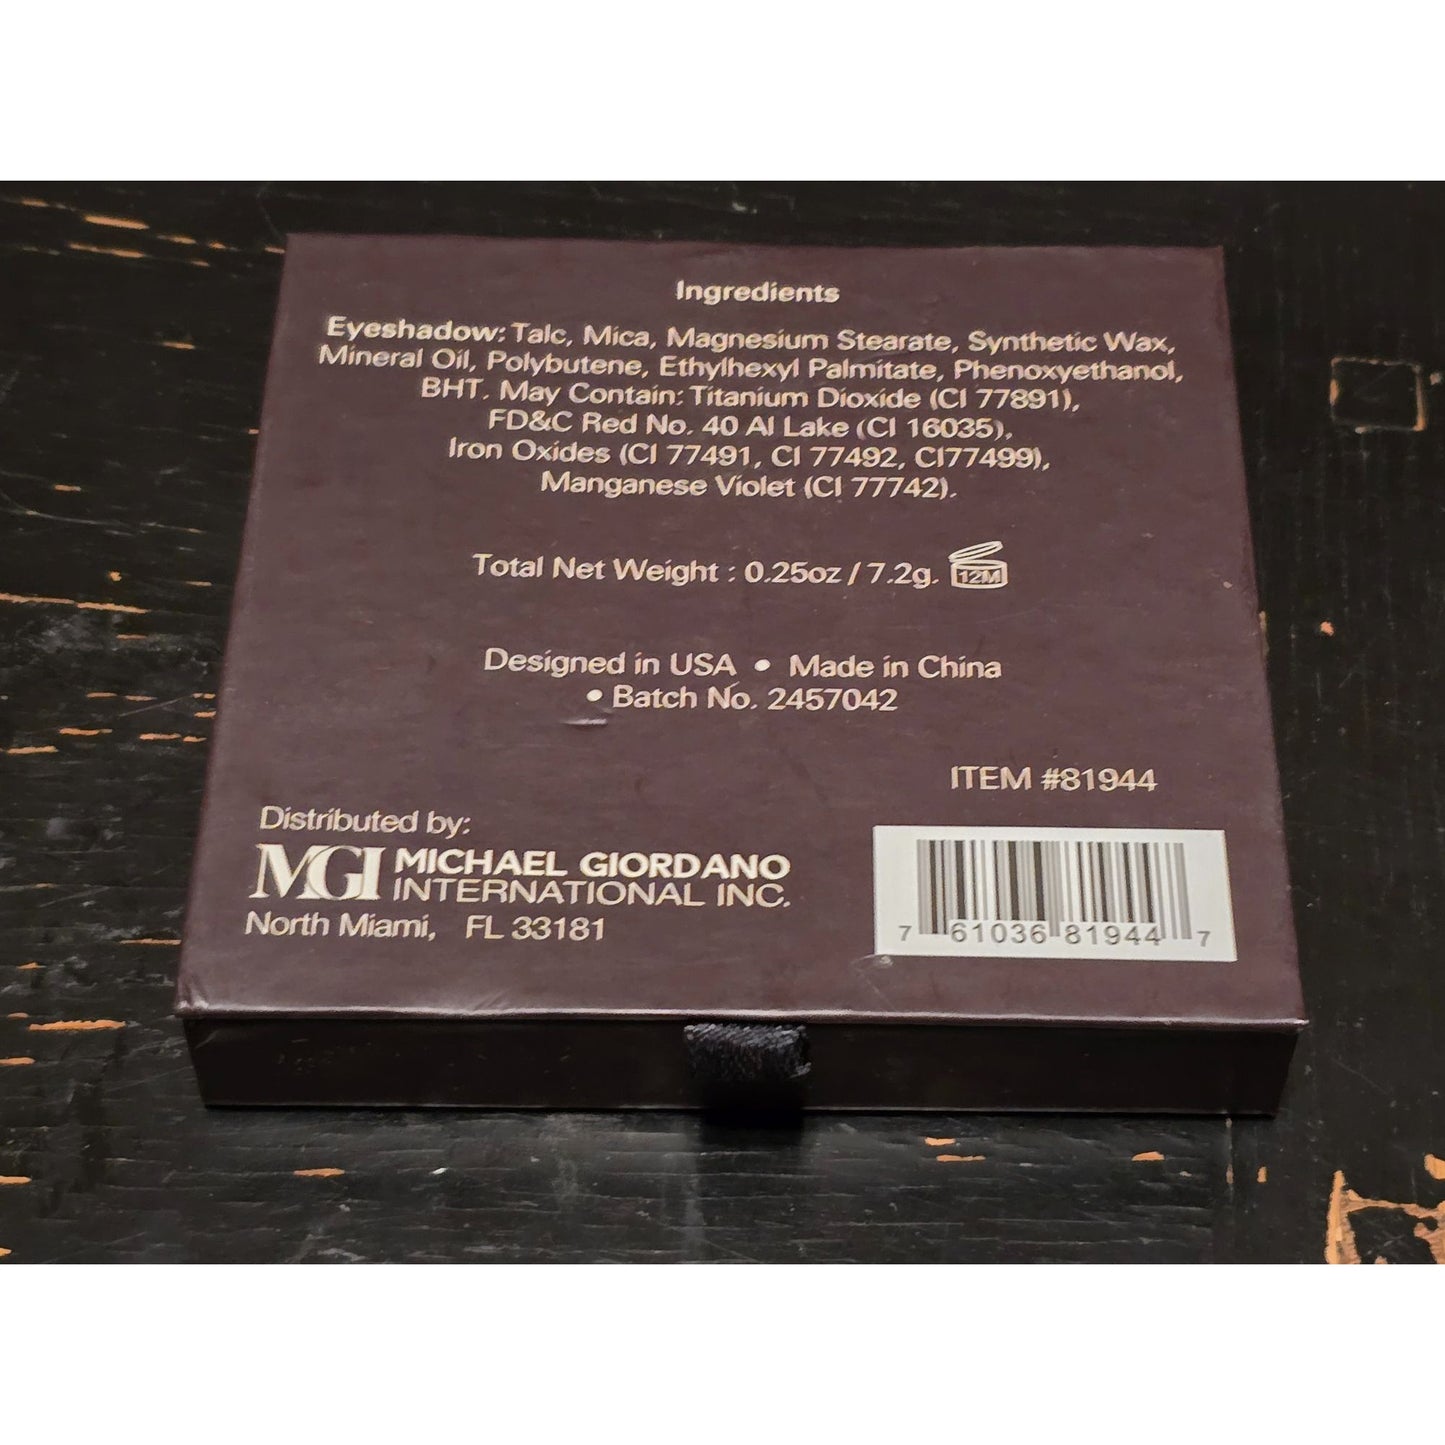 Ingredients
Eyeshadow: Talc, Mica, Magnesium Stearate, Synthetic Wax,
Mineral Oil, Polybutene, Ethylhexyl Palmitate, Phenoxyethanol,
BHT. May Contain: Titanium Dioxide (CI 77891),
FD&C Red No. 40 Al Lake (CI 16035),
Iron Oxides (CI 77491, CI 77492, CI77499),
Manganese Violet (CI 77742).
Total Net Weight : 0.25oz / 7.2g. 12M
Designed in USA • Made in China
• Batch No. 2457042
ITEM #81944
Distributed by:
MGI MICHAEL GIORDANO
INTERNATIONAL INC.
North Miami, FL 33181
7 61036 81944 7